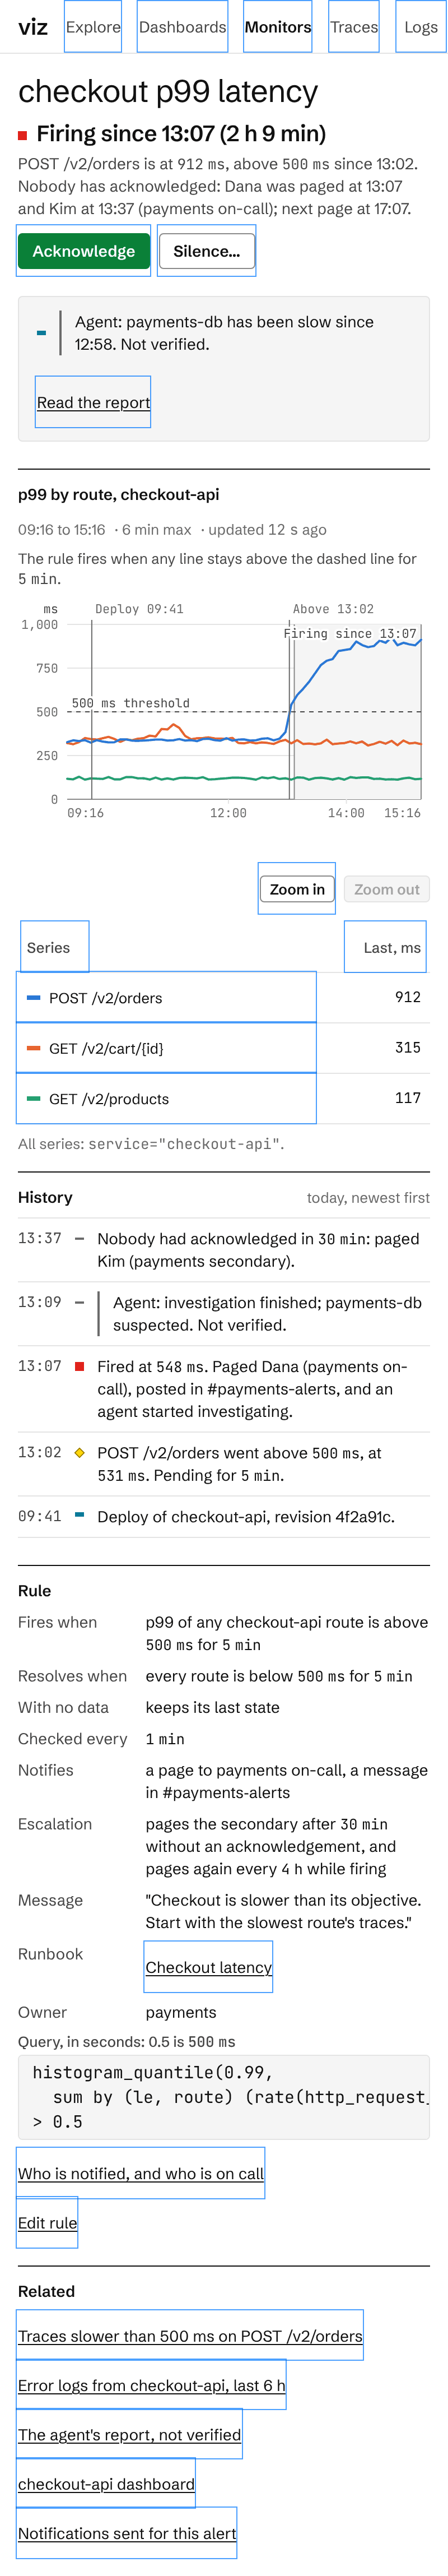 viz Explore Dashboards Monitors Traces Logs
checkout p99 latency
Firing since 13:07 (2 h 9 min)
POST /v2/orders is at 912 ms, above 500 ms since 13:02.
Nobody has acknowledged: Dana was paged at 13:07
and Kim at 13:37 (payments on-call); next page at 17:07.
Acknowledge Silence…
Agent: payments-db has been slow since
12:58. Not verified.
Read the report
p99 by route, checkout-api
09:16 to 15:16 · 6 min max · updated 12 s ago
The rule fires when any line stays above the dashed line for
5 min.
ms Deploy 09:41 Above 13:02
1,000 Firing since 13:07
750
500 ms threshold
500
250
0
09:16 12:00 14:00 15:16
Zoom in Zoom out
Series Last, ms
POST /v2/orders 912
GET /v2/cart/{id} 315
GET /v2/products 117
All series: service="checkout-api".
History today, newest first
13:37 Nobody had acknowledged in 30 min: paged
Kim (payments secondary).
13:09 Agent: investigation finished; payments-db
suspected. Not verified.
13:07 Fired at 548 ms. Paged Dana (payments on-
call), posted in #payments-alerts, and an
agent started investigating.
13:02 POST /v2/orders went above 500 ms, at
531 ms. Pending for 5 min.
09:41 Deploy of checkout-api, revision 4f2a91c.
Rule
Fires when p99 of any checkout-api route is above
500 ms for 5 min
Resolves when every route is below 500 ms for 5 min
With no data keeps its last state
Checked every 1 min
Notifies a page to payments on-call, a message
in #payments-alerts
Escalation pages the secondary after 30 min
without an acknowledgement, and
pages again every 4 h while firing
Message "Checkout is slower than its objective.
Start with the slowest route's traces."
Runbook Checkout latency
Owner payments
Query, in seconds: 0.5 is 500 ms
histogram_quantile(0.99,
sum by (le, route) (rate(http_request_
> 0.5
Who is notified, and who is on call
Edit rule
Related
Traces slower than 500 ms on POST /v2/orders
Error logs from checkout-api, last 6 h
The agent's report, not verified
checkout-api dashboard
Notifications sent for this alert